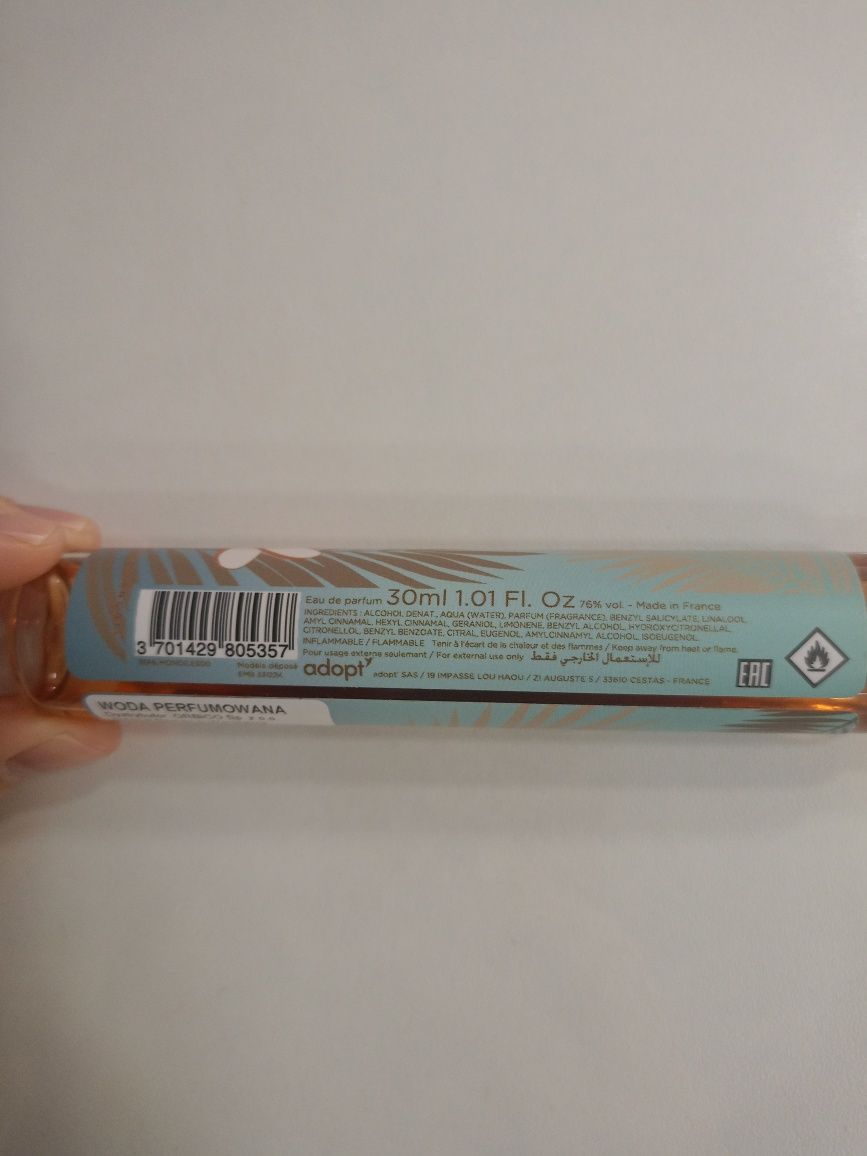 Eau de parfum 30ml 1.01 Fl. Oz 76% vol. - Made in France
INGREDIENTS : ALCOHOL DENAT., AQUA (WATER), PARFUM (FRAGRANCE), BENZYL SALICYLATE, LINALOOL,
AMYL CINNAMAL, HEXYL CINNAMAL, GERANIOL, LIMONENE, BENZYL ALCOHOL, HYDROXYCITRONELLAL,
CITRONELLOL, BENZYL BENZOATE, CITRAL, EUGENOL, AMYLCINNAMYL ALCOHOL, ISOEUGENOL.
INFLAMMABLE / FLAMMABLE Tenir à l'écart de la chaleur et des flammes / Keep away from heat or flame.
Pour usage externe seulement / For external use only للإستعمال الخارجي فقط
3 701429 805357
Modèle déposé
adopt'
adopt' SAS / 19 IMPASSE LOU HAOU / ZI AUGUSTE 5 / 33610 CESTAS - FRANCE
EAC
WODA PERFUMOWANA